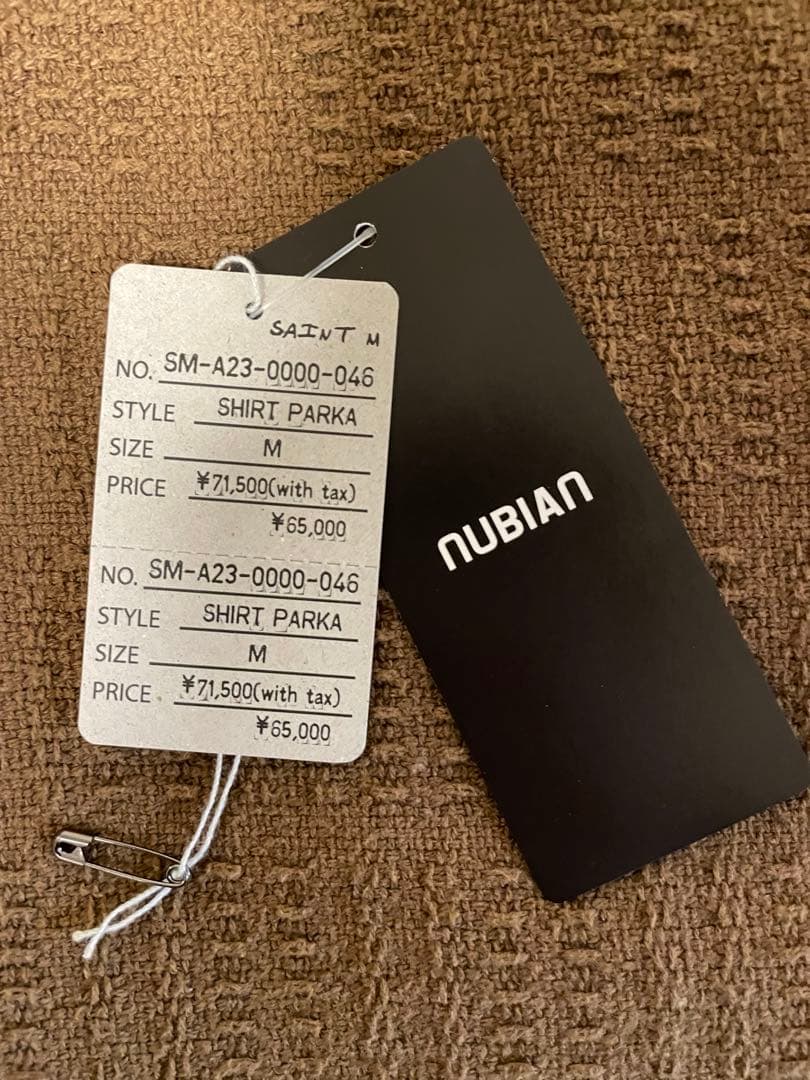 SAINT M
NO. SM-A23-0000-046
STYLE SHIRT PARKA
SIZE M
PRICE ¥71,500(with tax)
¥65,000
NO. SM-A23-0000-046
STYLE SHIRT PARKA
SIZE M
PRICE ¥71,500(with tax)
¥65,000
NUBIAN